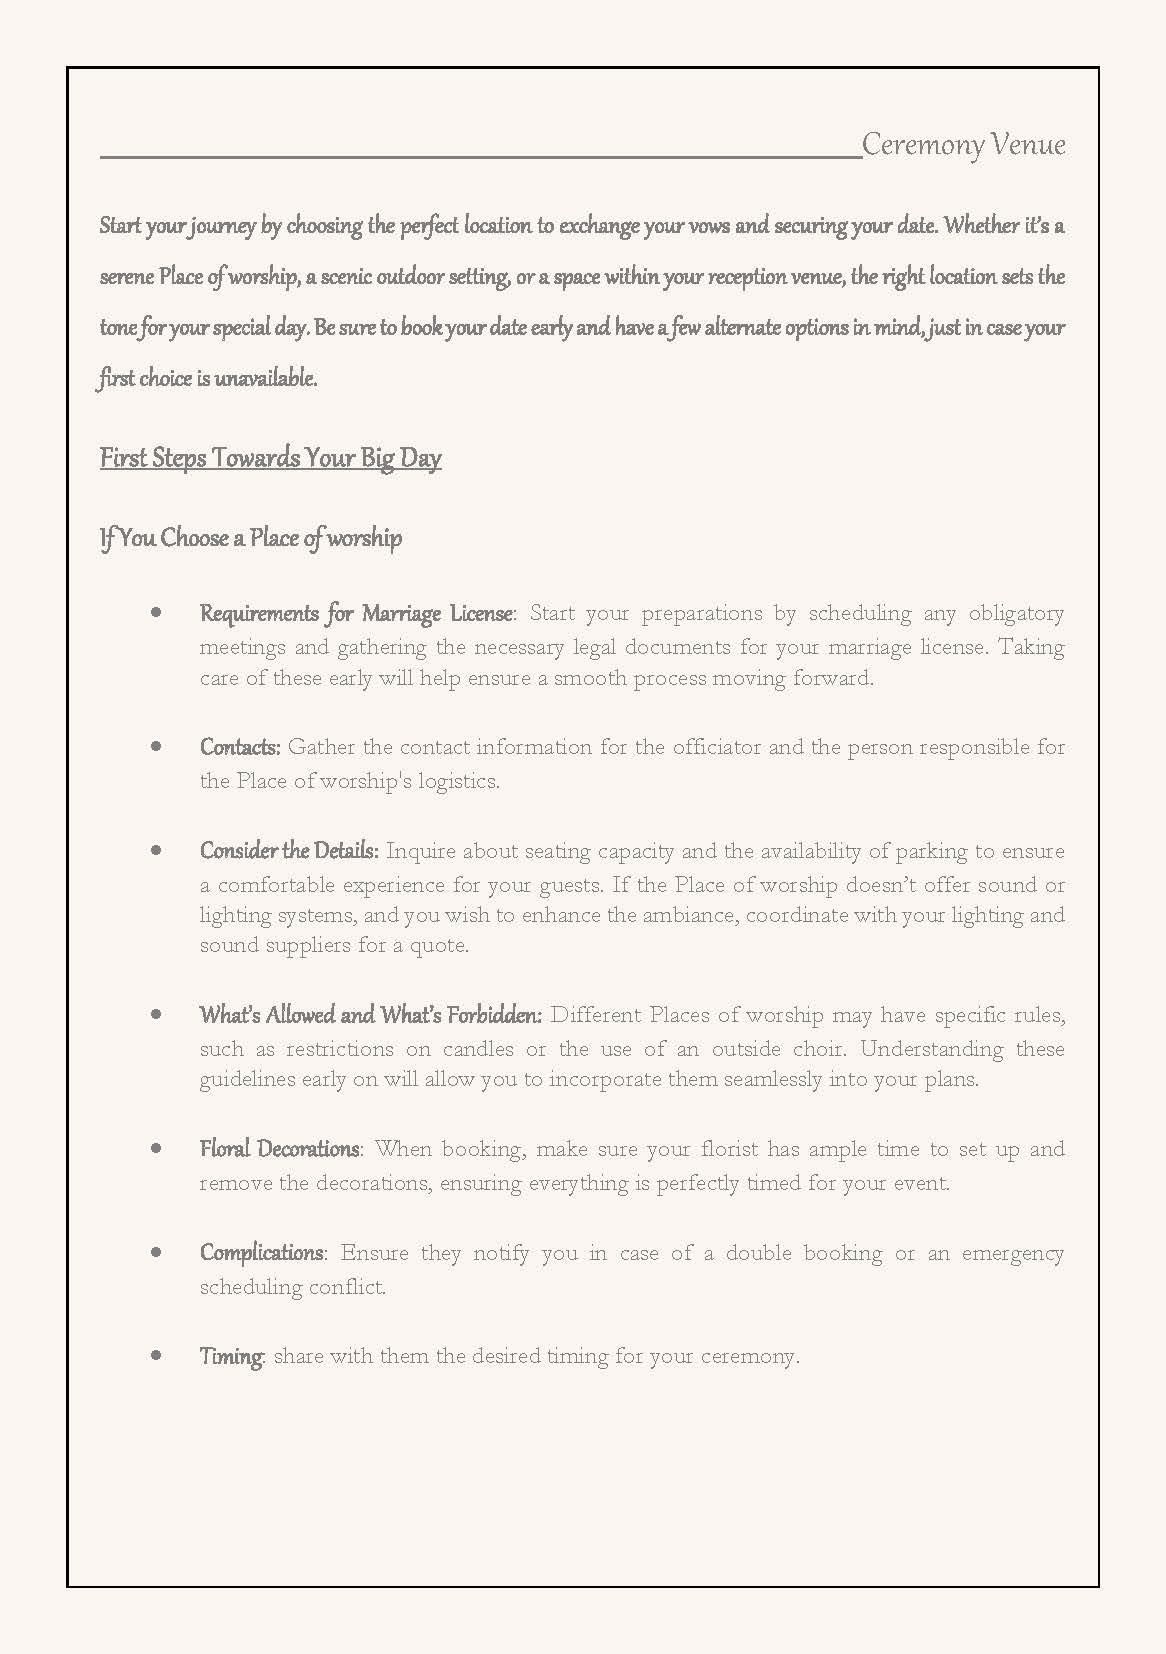 Ceremony Venue
Start your journey by choosing the perfect location to exchange your vows and securing your date. Whether it’s a
serene Place of worship, a scenic outdoor setting, or a space within your reception venue, the right location sets the
tone for your special day. Be sure to book your date early and have a few alternate options in mind, just in case your
first choice is unavailable.
First Steps Towards Your Big Day
If You Choose a Place of worship
• Requirements for Marriage License: Start your preparations by scheduling any obligatory
meetings and gathering the necessary legal documents for your marriage license. Taking
care of these early will help ensure a smooth process moving forward.
• Contacts: Gather the contact information for the officiator and the person responsible for
the Place of worship's logistics.
• Consider the Details: Inquire about seating capacity and the availability of parking to ensure
a comfortable experience for your guests. If the Place of worship doesn’t offer sound or
lighting systems, and you wish to enhance the ambiance, coordinate with your lighting and
sound suppliers for a quote.
• What’s Allowed and What’s Forbidden: Different Places of worship may have specific rules,
such as restrictions on candles or the use of an outside choir. Understanding these
guidelines early on will allow you to incorporate them seamlessly into your plans.
• Floral Decorations: When booking, make sure your florist has ample time to set up and
remove the decorations, ensuring everything is perfectly timed for your event.
• Complications: Ensure they notify you in case of a double booking or an emergency
scheduling conflict.
• Timing: share with them the desired timing for your ceremony.